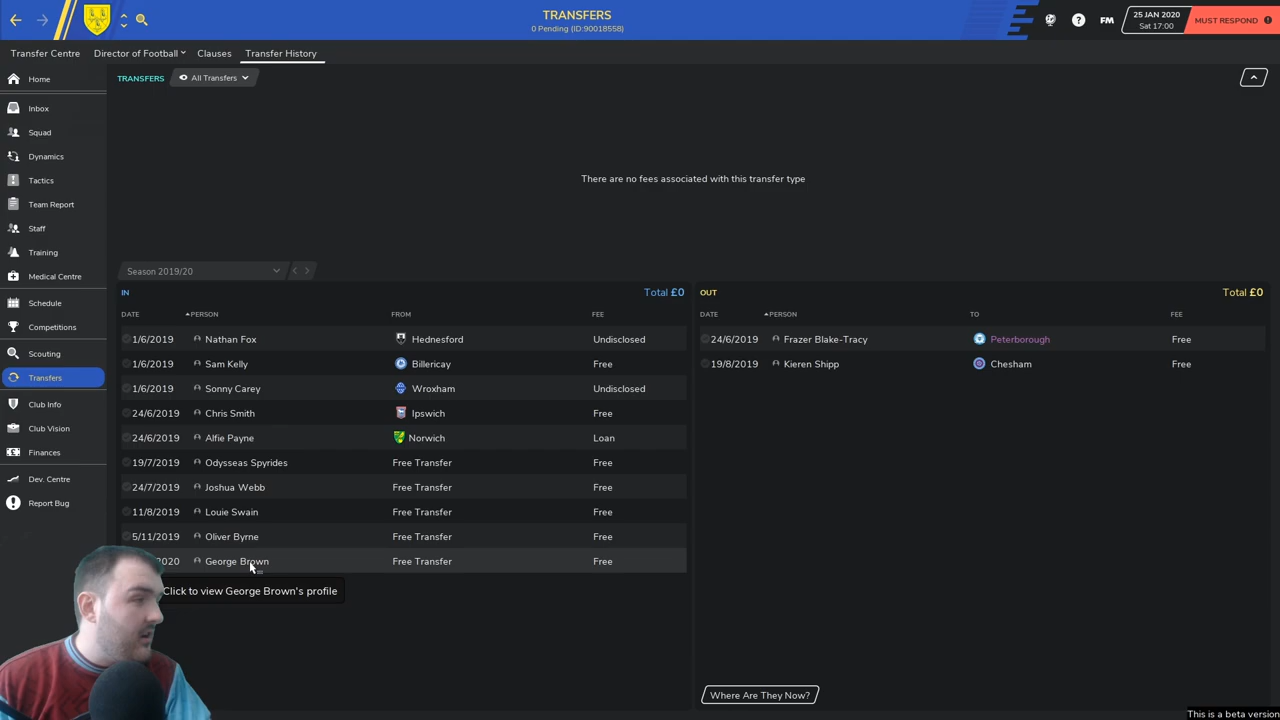 TRANSFERS
0 Pending (ID:90018558)
FM
25 JAN 2020
Sat 17:00
MUST RESPOND
Transfer Centre
Director of Football
Clauses
Transfer History
Home
Inbox
Squad
Dynamics
Tactics
Team Report
Staff
Training
Medical Centre
Schedule
Competitions
Scouting
Transfers
Club Info
Club Vision
Finances
Dev. Centre
Report Bug
TRANSFERS All Transfers
There are no fees associated with this transfer type
Season 2019/20
IN Total £0
DATE PERSON FROM FEE
1/6/2019 Nathan Fox Hednesford Undisclosed
1/6/2019 Sam Kelly Billericay Free
1/6/2019 Sonny Carey Wroxham Undisclosed
24/6/2019 Chris Smith Ipswich Free
24/6/2019 Alfie Payne Norwich Loan
19/7/2019 Odysseas Spyrides Free Transfer Free
24/7/2019 Joshua Webb Free Transfer Free
11/8/2019 Louie Swain Free Transfer Free
5/11/2019 Oliver Byrne Free Transfer Free
2020 George Brown Free Transfer Free
Click to view George Brown's profile
OUT Total £0
DATE PERSON TO FEE
24/6/2019 Frazer Blake-Tracy Peterborough Free
19/8/2019 Kieren Shipp Chesham Free
Where Are They Now?
This is a beta version